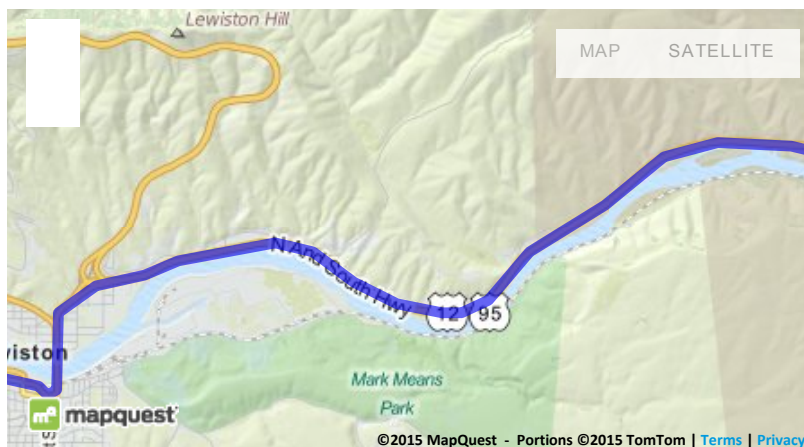 Lewiston Hill
MAP SATELLITE
N And South Hwy
12 95
wiston
Mark Means
Park
mapquest
©2015 MapQuest - Portions ©2015 TomTom | Terms | Privacy